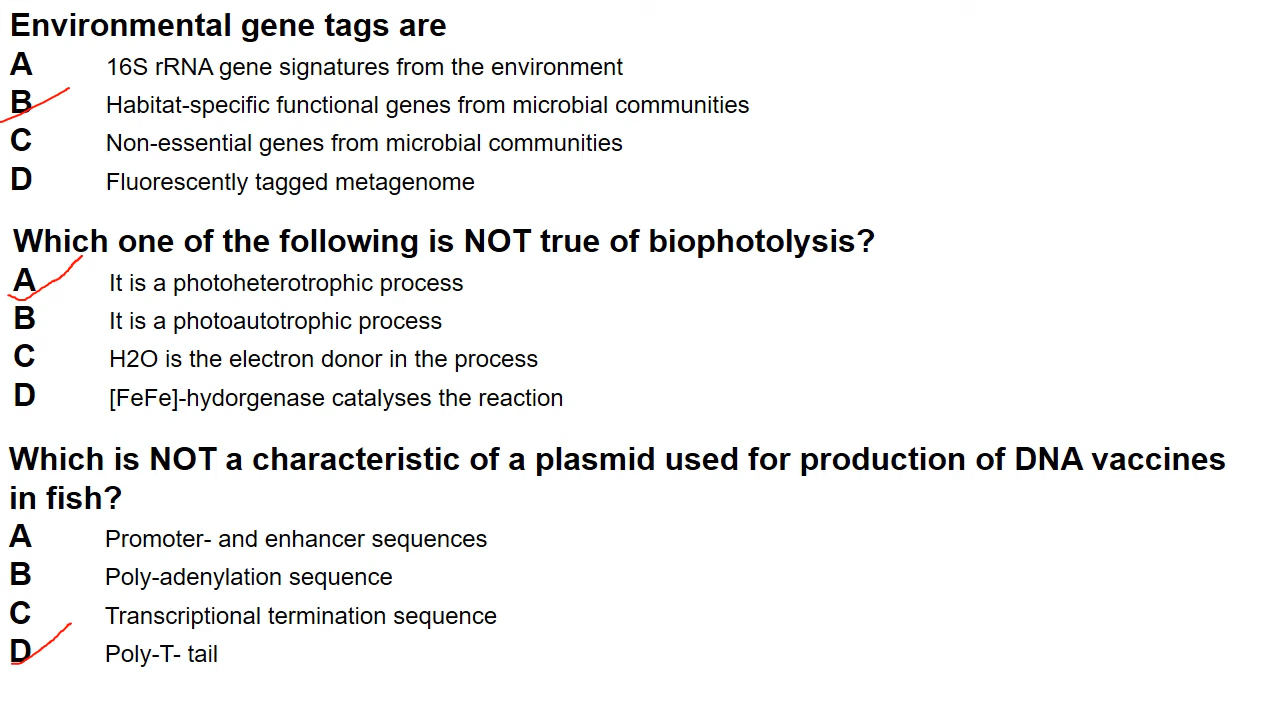 Environmental gene tags are
A 16S rRNA gene signatures from the environment
B Habitat-specific functional genes from microbial communities
C Non-essential genes from microbial communities
D Fluorescently tagged metagenome
Which one of the following is NOT true of biophotolysis?
A It is a photoheterotrophic process
B It is a photoautotrophic process
C H2O is the electron donor in the process
D [FeFe]-hydorgenase catalyses the reaction
Which is NOT a characteristic of a plasmid used for production of DNA vaccines
in fish?
A Promoter- and enhancer sequences
B Poly-adenylation sequence
C Transcriptional termination sequence
D Poly-T- tail